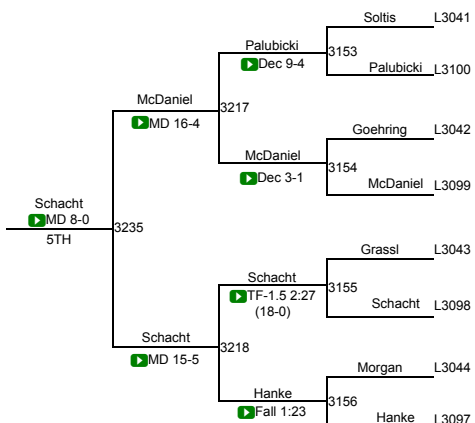 Soltis L3041
Palubicki 3153
Dec 9-4 Palubicki L3100
McDaniel 3217
MD 16-4 Goehring L3042
McDaniel 3154
Dec 3-1 McDaniel L3099
Schacht
MD 8-0 3235
5TH
Grassl L3043
Schacht 3155
TF-1.5 2:27 Schacht L3098
(18-0)
Schacht 3218
MD 15-5
Morgan L3044
Hanke 3156
Fall 1:23 Hanke L3097